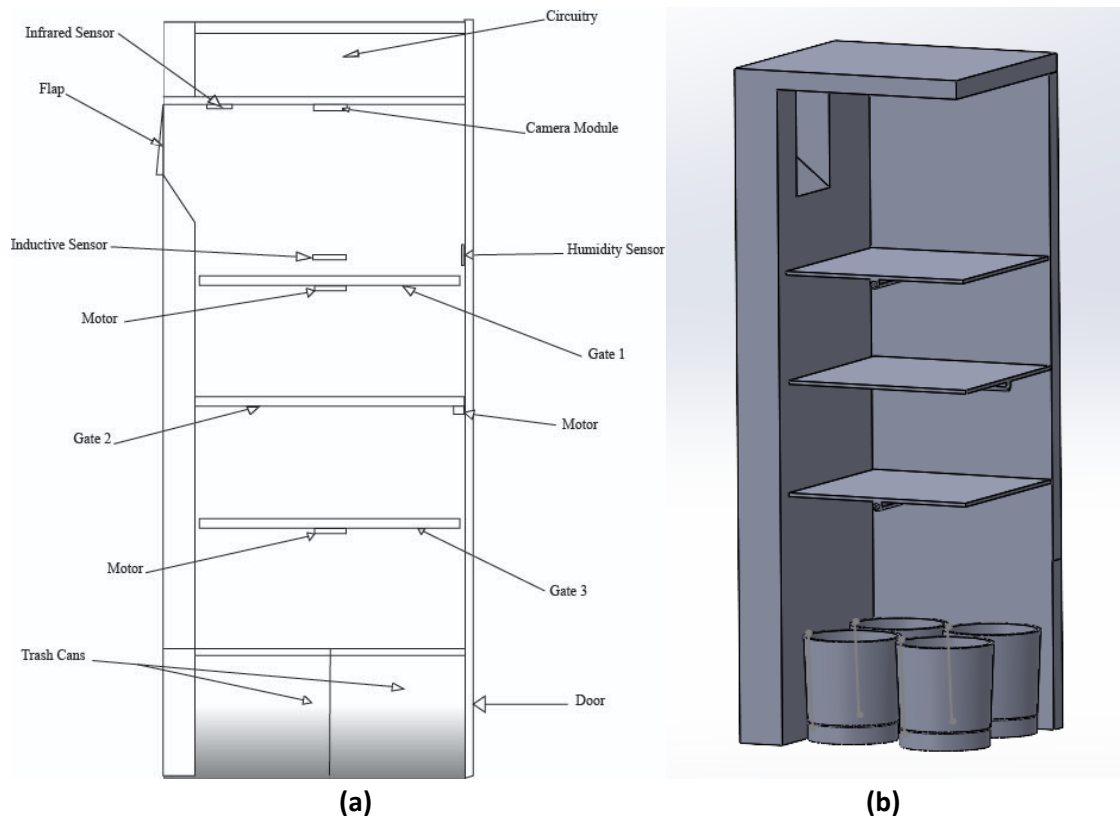 Circuitry
Infrared Sensor
Flap
Camera Module
Inductive Sensor
Humidity Sensor
Motor
Gate 1
Gate 2
Motor
Motor
Gate 3
Trash Cans
Door
(a)
(b)